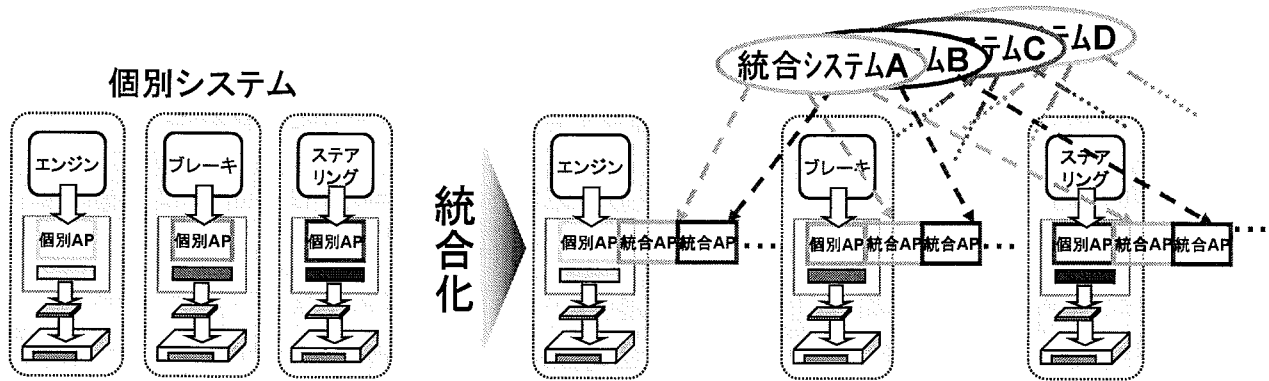 個別システム
エンジン
ブレーキ
ステア
リング
個別AP
個別AP
個別AP
統合化
統合システムA
ムB
テムC
テムD
エンジン
ブレーキ
ステア
リング
個別AP 統合AP 統合AP …
個別AP 統合AP 統合AP …
個別AP 統合AP 統合AP …